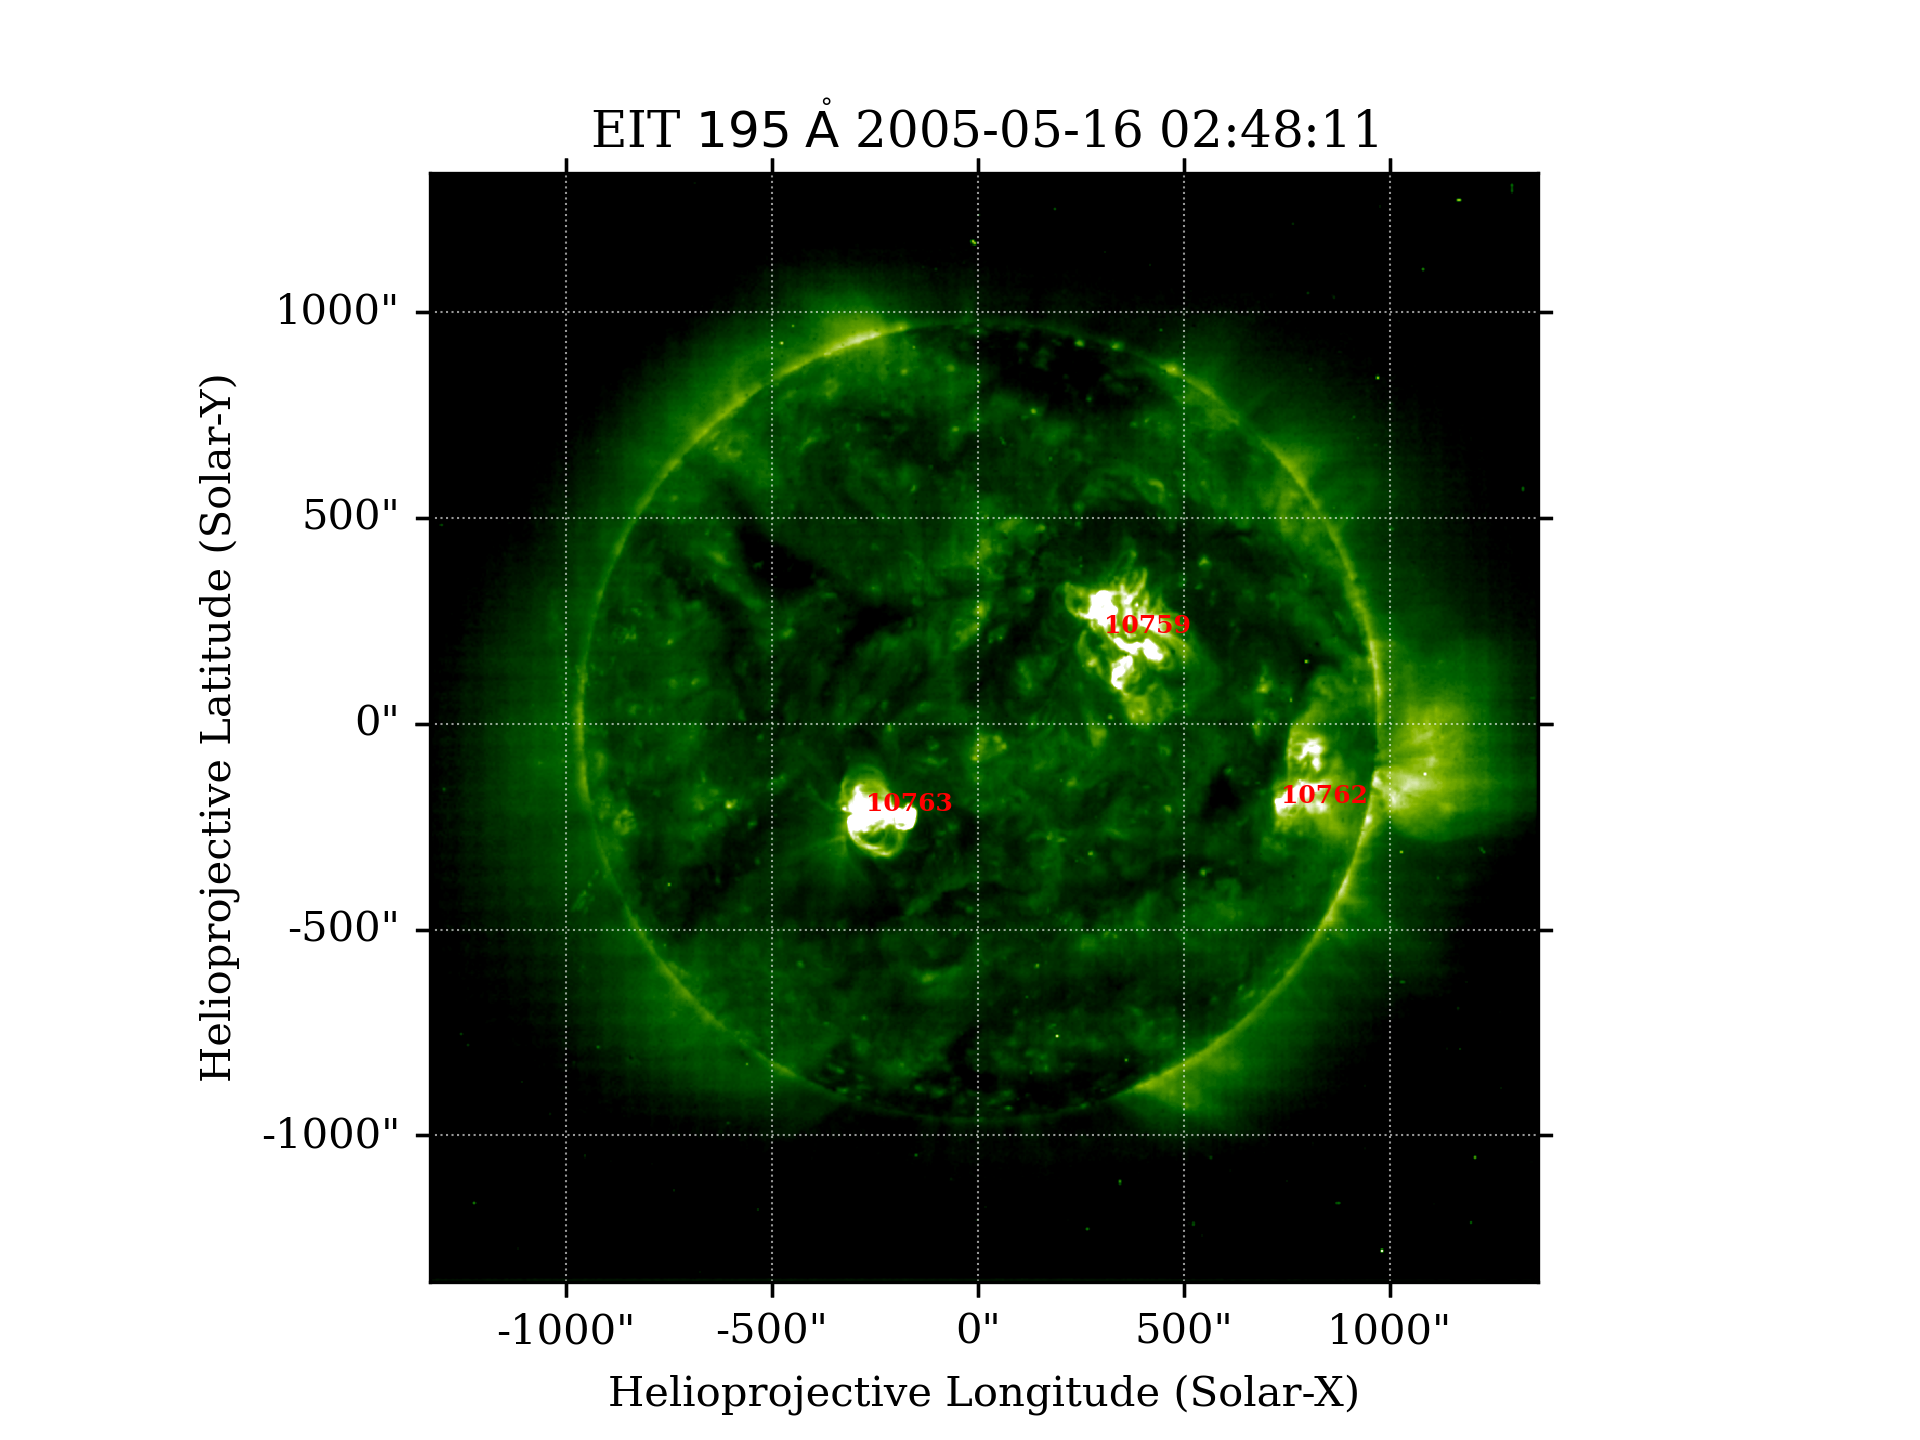 EIT 195 Å 2005-05-16 02:48:11
1000"
500"
0"
-500"
-1000"
Helioprojective Latitude (Solar-Y)
10759
10763
10762
-1000" -500" 0" 500" 1000"
Helioprojective Longitude (Solar-X)